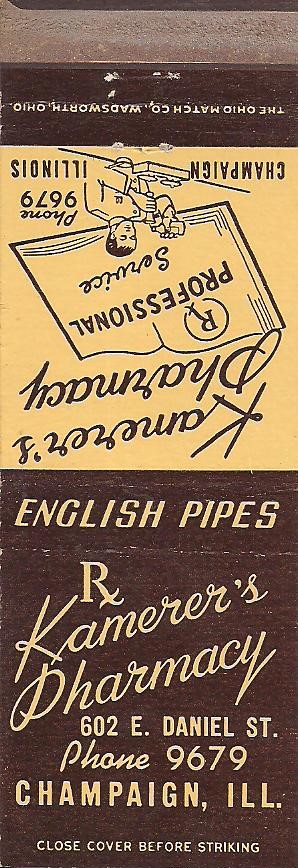 THE OHIO MATCH CO., WADSWORTH, OHIO
Kamerer's
Pharmacy
Rx
PROFESSIONAL
Service
Phone
9679
CHAMPAIGN ILLINOIS
ENGLISH PIPES
Rx
Kamerer's
Pharmacy
602 E. DANIEL ST.
Phone 9679
CHAMPAIGN, ILL.
CLOSE COVER BEFORE STRIKING